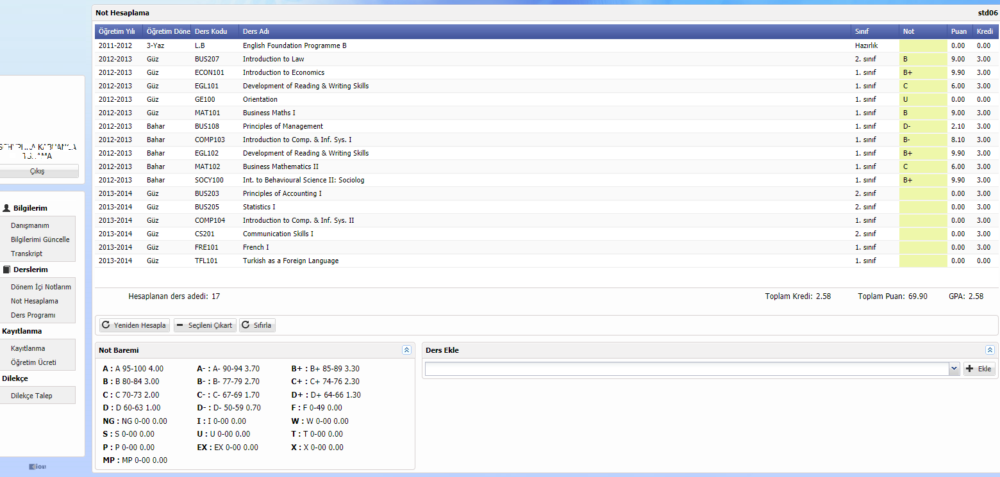 Not Hesaplama std06
Öğretim Yılı Öğretim Döne Ders Kodu Ders Adı Sınıf Not Puan Kredi
2011-2012 3-Yaz L.B English Foundation Programme B Hazırlık 0.00 0.00
2012-2013 Güz BUS207 Introduction to Law 2. sınıf B 9.00 3.00
2012-2013 Güz ECON101 Introduction to Economics 1. sınıf B+ 9.90 3.00
2012-2013 Güz EGL101 Development of Reading & Writing Skills 1. sınıf C 6.00 3.00
2012-2013 Güz GE100 Orientation 1. sınıf U 0.00 0.00
2012-2013 Güz MAT101 Business Maths I 1. sınıf B 9.00 3.00
2012-2013 Bahar BUS108 Principles of Management 1. sınıf D- 2.10 3.00
2012-2013 Bahar COMP103 Introduction to Comp. & Inf. Sys. I 1. sınıf B- 8.10 3.00
2012-2013 Bahar EGL102 Development of Reading & Writing Skills 1. sınıf B+ 9.90 3.00
2012-2013 Bahar MAT102 Business Mathematics II 1. sınıf C 6.00 3.00
2012-2013 Bahar SOCY100 Int. to Behavioural Science II: Sociolog 1. sınıf B+ 9.90 3.00
2013-2014 Güz BUS203 Principles of Accounting I 2. sınıf 0.00 3.00
2013-2014 Güz BUS205 Statistics I 2. sınıf 0.00 3.00
2013-2014 Güz COMP104 Introduction to Comp. & Inf. Sys. II 1. sınıf 0.00 3.00
2013-2014 Güz CS201 Communication Skills I 2. sınıf 0.00 3.00
2013-2014 Güz FRE101 French I 1. sınıf 0.00 3.00
2013-2014 Güz TFL101 Turkish as a Foreign Language 1. sınıf 0.00 0.00
Hesaplanan ders adedi: 17 Toplam Kredi: 2.58 Toplam Puan: 69.90 GPA: 2.58
Yeniden Hesapla Seçileni Çıkart Sıfırla
Not Baremi
A : A 95-100 4.00 A- : A- 90-94 3.70 B+ : B+ 85-89 3.30
B : B 80-84 3.00 B- : B- 77-79 2.70 C+ : C+ 74-76 2.30
C : C 70-73 2.00 C- : C- 67-69 1.70 D+ : D+ 64-66 1.30
D : D 60-63 1.00 D- : D- 50-59 0.70 F : F 0-49 0.00
NG : NG 0-00 0.00 I : I 0-00 0.00 W : W 0-00 0.00
S : S 0-00 0.00 U : U 0-00 0.00 T : T 0-00 0.00
P : P 0-00 0.00 EX : EX 0-00 0.00 X : X 0-00 0.00
MP : MP 0-00 0.00
Ders Ekle
Ekle
Çıkış
Bilgilerim
Danışmanım
Bilgilerimi Güncelle
Transkript
Derslerim
Dönem İçi Notlarım
Not Hesaplama
Ders Programı
Kayıtlanma
Kayıtlanma
Öğretim Ücreti
Dilekçe
Dilekçe Talep